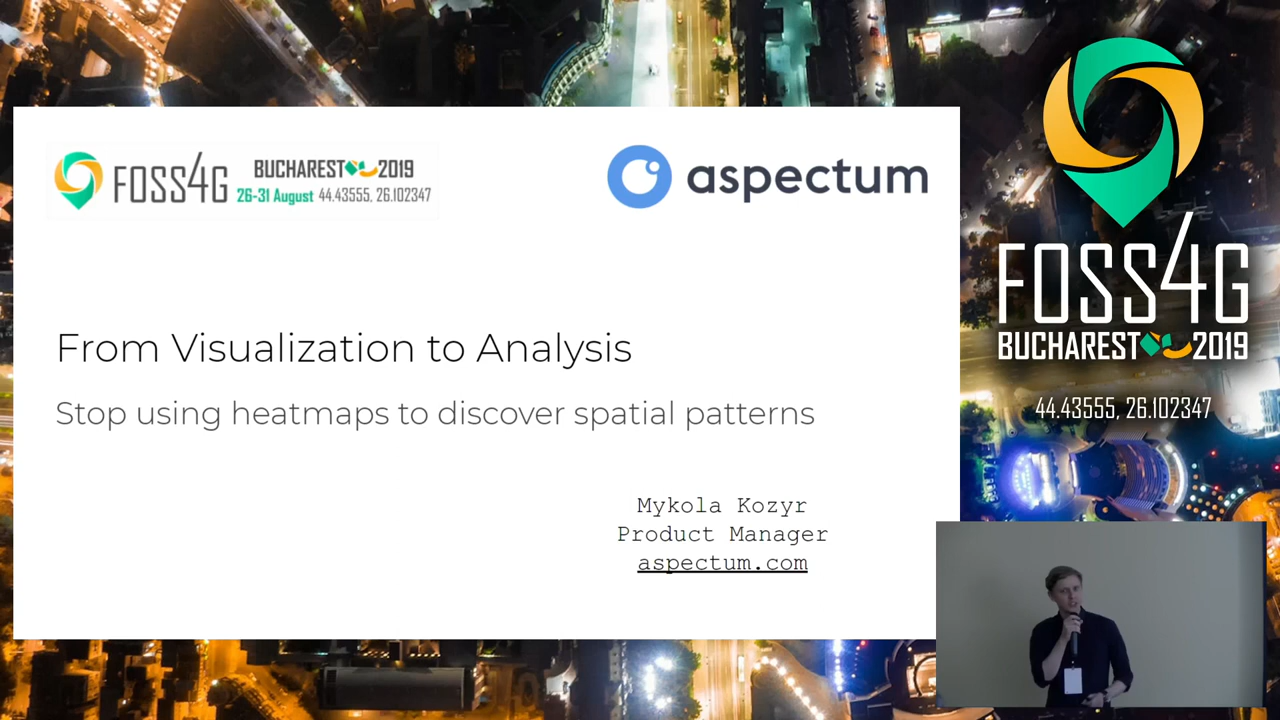 FOSS4G
BUCHAREST 2019
26-31 August 44.43555, 26.102347
aspectum
From Visualization to Analysis
Stop using heatmaps to discover spatial patterns
Mykola Kozyr
Product Manager
aspectum.com
FOSS4G
BUCHAREST 2019
44.43555, 26.102347